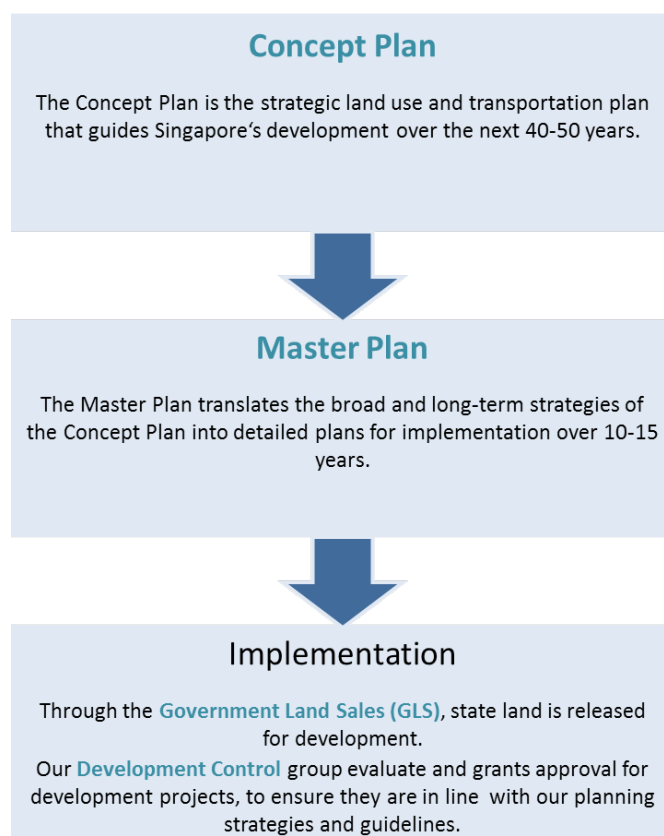 Concept Plan
The Concept Plan is the strategic land use and transportation plan
that guides Singapore‘s development over the next 40-50 years.
Master Plan
The Master Plan translates the broad and long-term strategies of
the Concept Plan into detailed plans for implementation over 10-15
years.
Implementation
Through the Government Land Sales (GLS), state land is released
for development.
Our Development Control group evaluate and grants approval for
development projects, to ensure they are in line with our planning
strategies and guidelines.